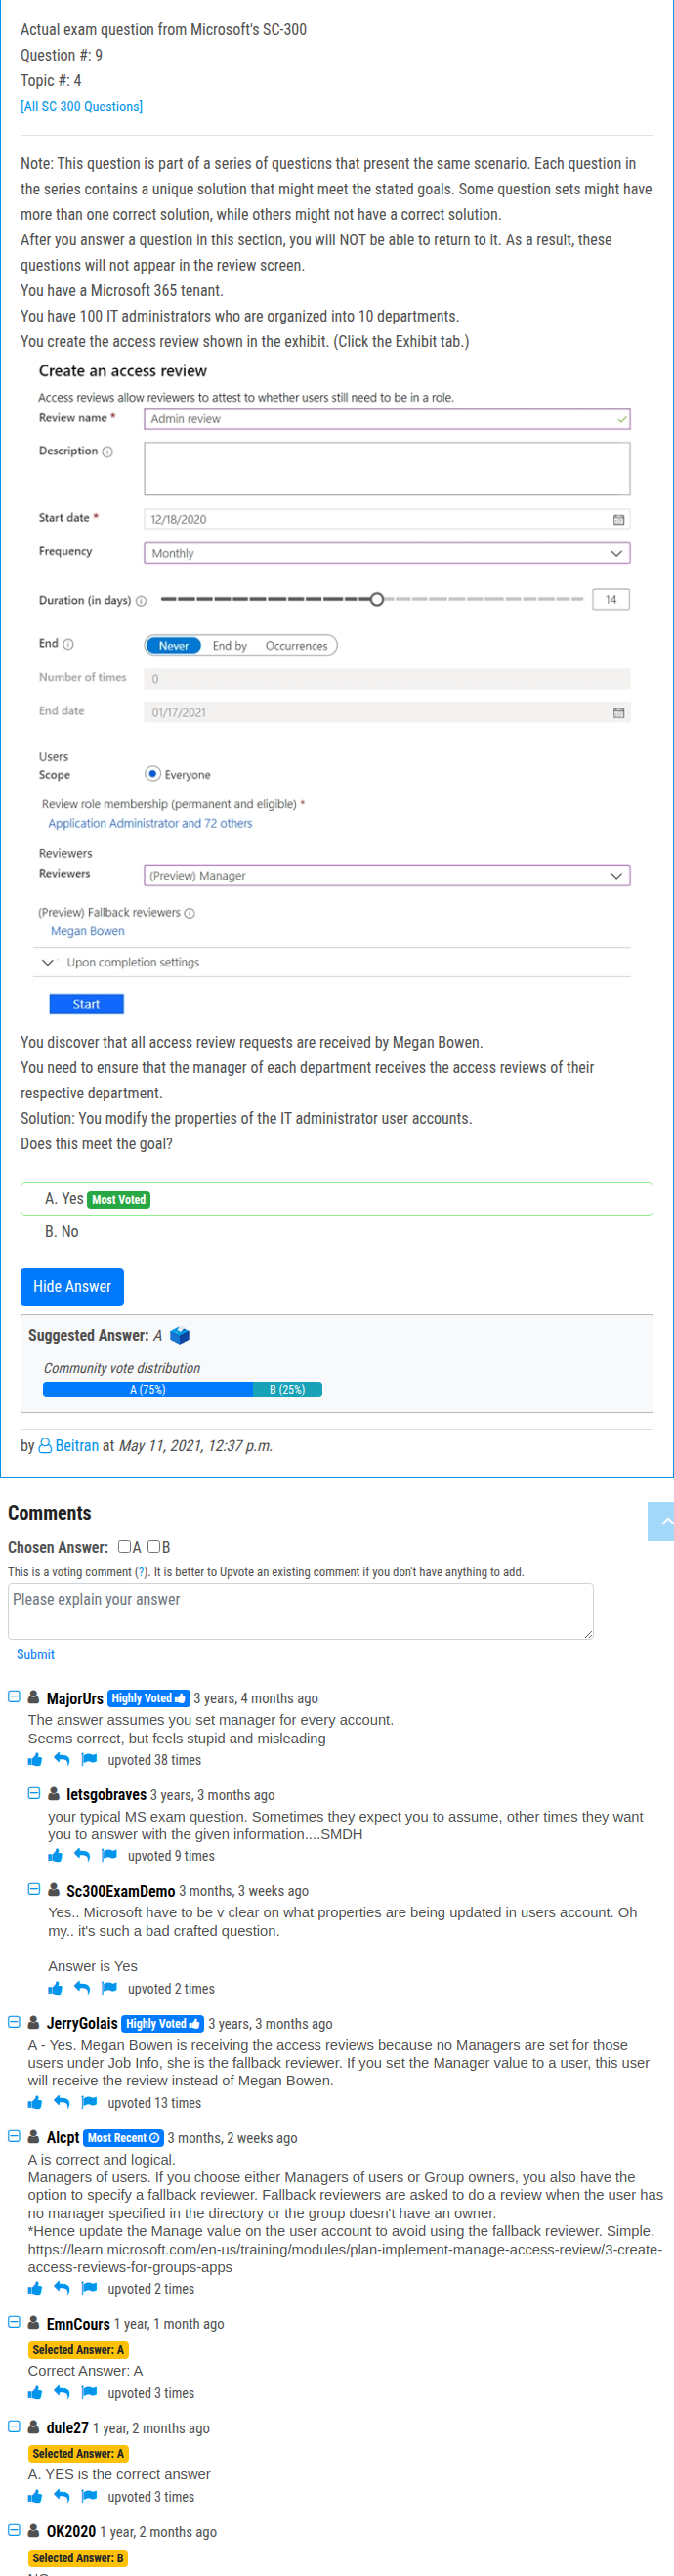 Actual exam question from Microsoft's SC-300
Question #: 9
Topic #: 4
[All SC-300 Questions]
Note: This question is part of a series of questions that present the same scenario. Each question in
the series contains a unique solution that might meet the stated goals. Some question sets might have
more than one correct solution, while others might not have a correct solution.
After you answer a question in this section, you will NOT be able to return to it. As a result, these
questions will not appear in the review screen.
You have a Microsoft 365 tenant.
You have 100 IT administrators who are organized into 10 departments.
You create the access review shown in the exhibit. (Click the Exhibit tab.)
Create an access review
Access reviews allow reviewers to attest to whether users still need to be in a role.
Review name * Admin review
Description
Start date * 12/18/2020
Frequency Monthly
Duration (in days) 14
End Never End by Occurrences
Number of times 0
End date 01/17/2021
Users
Scope Everyone
Review role membership (permanent and eligible) *
Application Administrator and 72 others
Reviewers
Reviewers (Preview) Manager
(Preview) Fallback reviewers
Megan Bowen
Upon completion settings
Start
You discover that all access review requests are received by Megan Bowen.
You need to ensure that the manager of each department receives the access reviews of their
respective department.
Solution: You modify the properties of the IT administrator user accounts.
Does this meet the goal?
A. Yes Most Voted
B. No
Hide Answer
Suggested Answer: A
Community vote distribution
A (75%) B (25%)
by Beitran at May 11, 2021, 12:37 p.m.
Comments
Chosen Answer: A B
This is a voting comment (?). It is better to Upvote an existing comment if you don't have anything to add.
Please explain your answer
Submit
MajorUrs Highly Voted 3 years, 4 months ago
The answer assumes you set manager for every account.
Seems correct, but feels stupid and misleading
upvoted 38 times
letsgobraves 3 years, 3 months ago
your typical MS exam question. Sometimes they expect you to assume, other times they want
you to answer with the given information....SMDH
upvoted 9 times
Sc300ExamDemo 3 months, 3 weeks ago
Yes.. Microsoft have to be v clear on what properties are being updated in users account. Oh
my.. it's such a bad crafted question.
Answer is Yes
upvoted 2 times
JerryGolais Highly Voted 3 years, 3 months ago
A - Yes. Megan Bowen is receiving the access reviews because no Managers are set for those
users under Job Info, she is the fallback reviewer. If you set the Manager value to a user, this user
will receive the review instead of Megan Bowen.
upvoted 13 times
Alcpt Most Recent 3 months, 2 weeks ago
A is correct and logical.
Managers of users. If you choose either Managers of users or Group owners, you also have the
option to specify a fallback reviewer. Fallback reviewers are asked to do a review when the user has
no manager specified in the directory or the group doesn't have an owner.
*Hence update the Manage value on the user account to avoid using the fallback reviewer. Simple.
https://learn.microsoft.com/en-us/training/modules/plan-implement-manage-access-review/3-create-
access-reviews-for-groups-apps
upvoted 2 times
EmnCours 1 year, 1 month ago
Selected Answer: A
Correct Answer: A
upvoted 3 times
dule27 1 year, 2 months ago
Selected Answer: A
A. YES is the correct answer
upvoted 3 times
OK2020 1 year, 2 months ago
Selected Answer: B